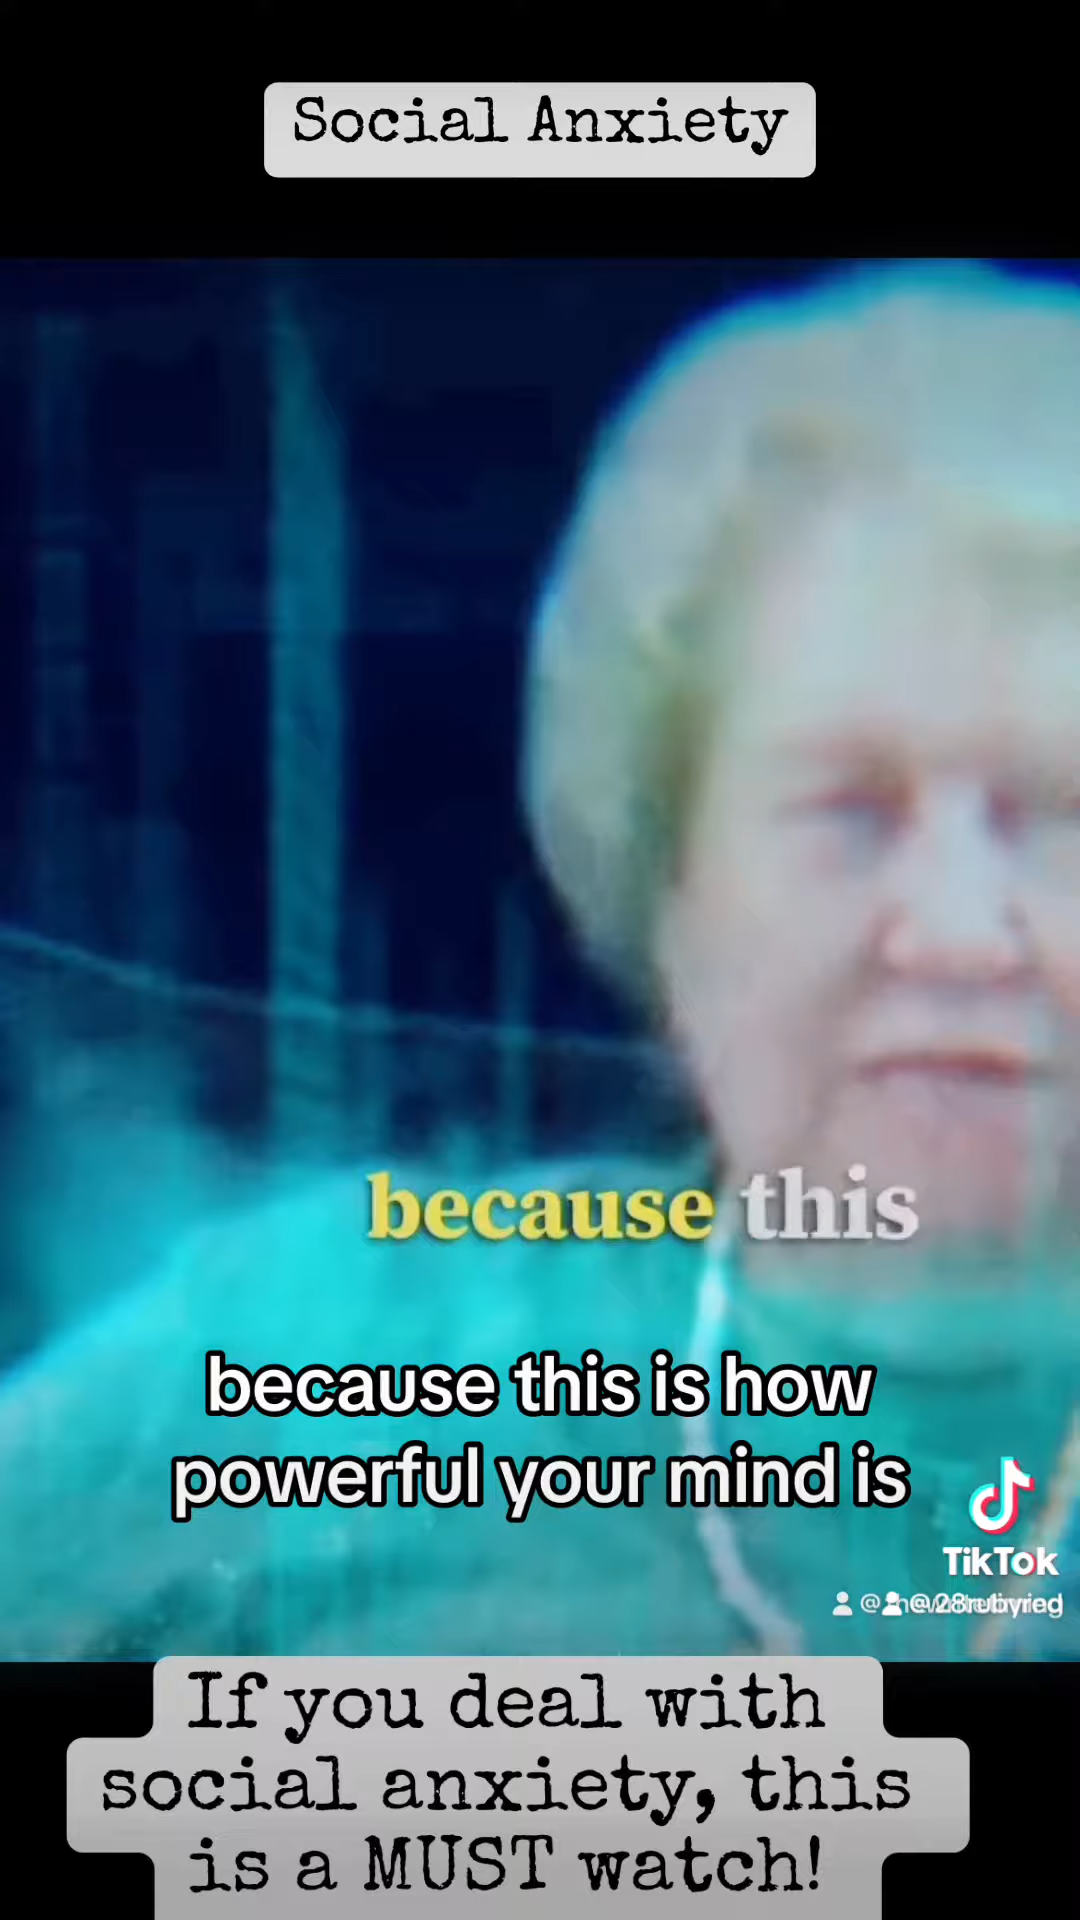 Social Anxiety
because this
because this is how
powerful your mind is
TikTok
If you deal with
social anxiety, this
is a MUST watch!